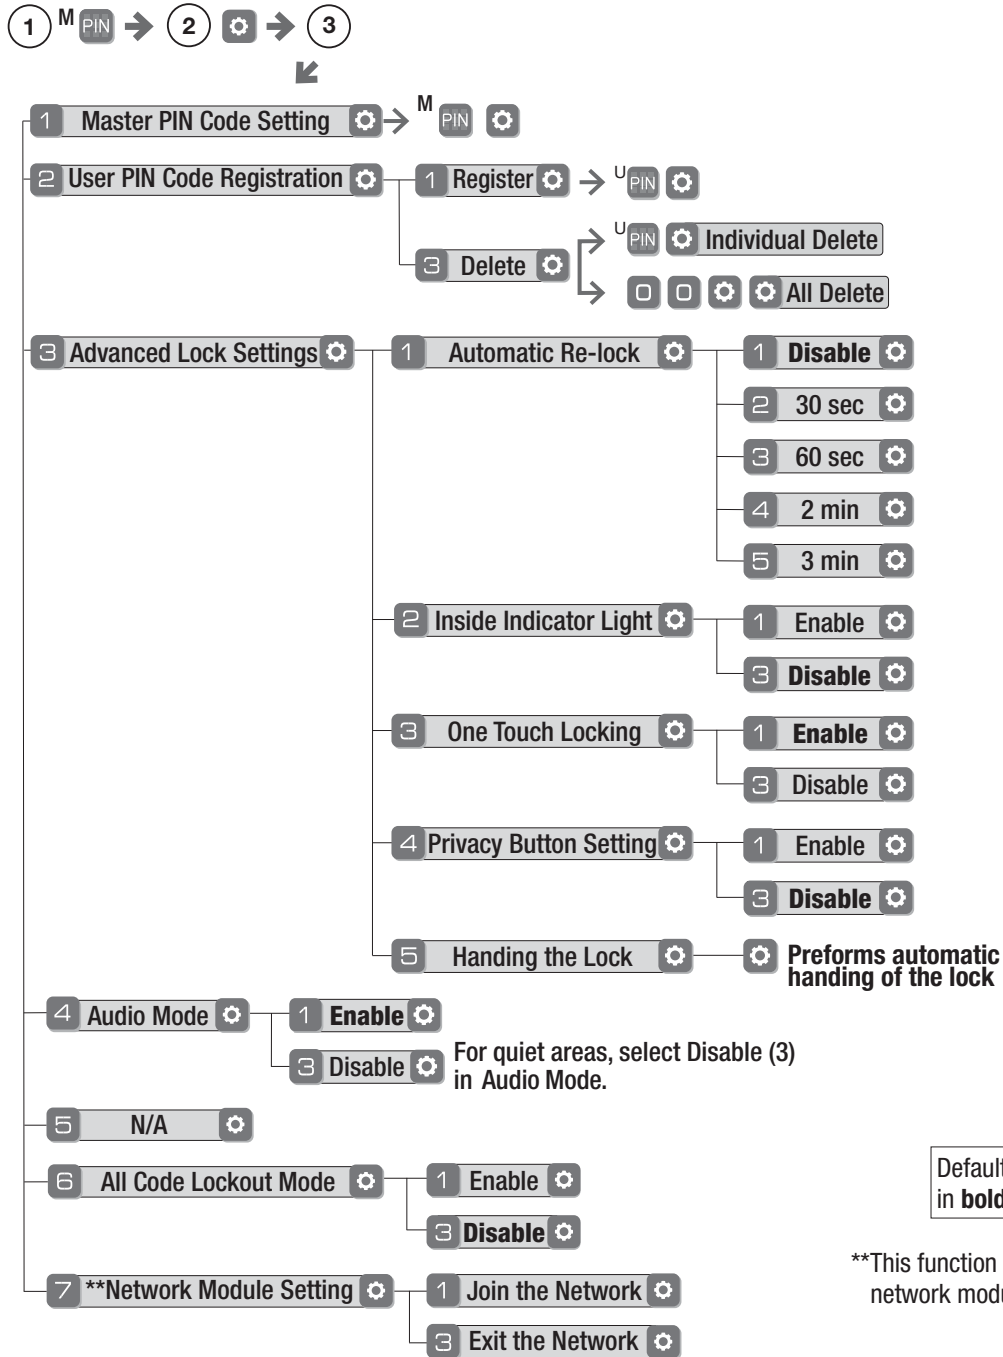 1 M PIN 2 3
1 Master PIN Code Setting M PIN
2 User PIN Code Registration 1 Register U PIN
U PIN Individual Delete
3 Delete
0 0 All Delete
3 Advanced Lock Settings 1 Automatic Re-lock 1 Disable
2 30 sec
3 60 sec
4 2 min
5 3 min
2 Inside Indicator Light 1 Enable
3 Disable
3 One Touch Locking 1 Enable
3 Disable
4 Privacy Button Setting 1 Enable
3 Disable
5 Handing the Lock Preforms automatic
handing of the lock
4 Audio Mode 1 Enable
3 Disable
For quiet areas, select Disable (3)
in Audio Mode.
5 N/A
6 All Code Lockout Mode 1 Enable
3 Disable
Default
in bold
7 **Network Module Setting 1 Join the Network
3 Exit the Network
**This function
network